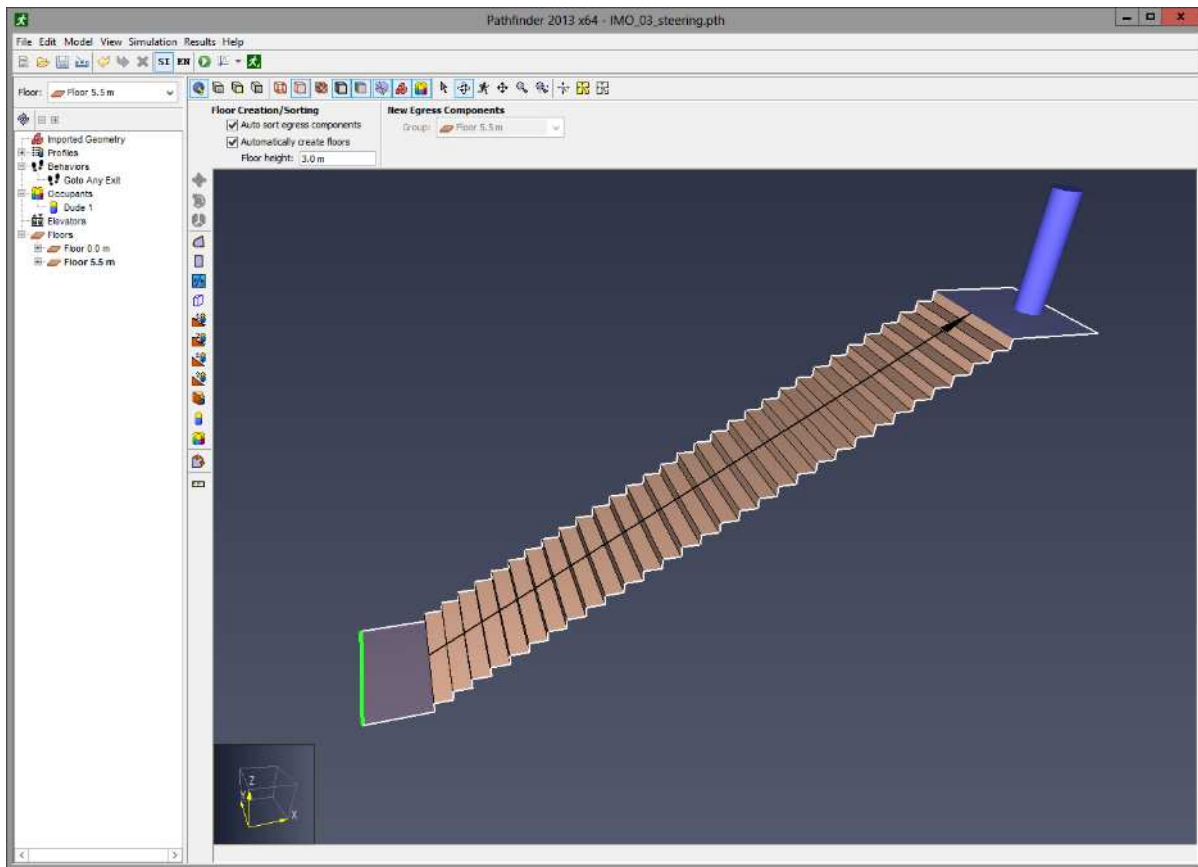 Pathfinder 2013 x64 - IMO_03_steering.pth
File Edit Model View Simulation Results Help
SI EN
Floor: Floor 5.5 m
Floor Creation/Sorting
Auto sort egress components
Automatically create floors
Floor height: 3.0 m
New Egress Components
Group: Floor 5.5 m
Imported Geometry
Profiles
Behaviors
Goto Any Exit
Occupants
Dude 1
Elevators
Floors
Floor 0.0 m
Floor 5.5 m
Z
Y
X